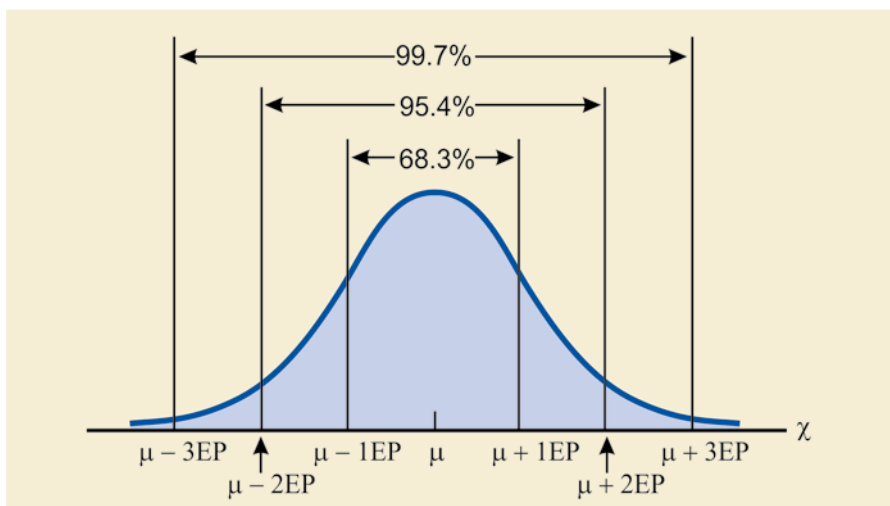 99.7%
95.4%
68.3%
χ
μ – 3EP
μ – 1EP
μ
μ + 1EP
μ + 3EP
μ – 2EP
μ + 2EP